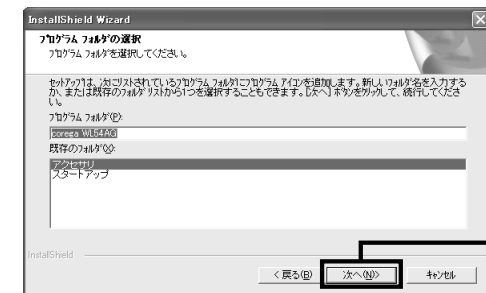 InstallShield Wizard
ﾌﾟﾛｸﾞﾗﾑ ﾌｫﾙﾀﾞの選択
ﾌﾟﾛｸﾞﾗﾑ ﾌｫﾙﾀﾞを選択してください。
ｾｯﾄｱｯﾌﾟは、次にﾘｽﾄされているﾌﾟﾛｸﾞﾗﾑ ﾌｫﾙﾀﾞにﾌﾟﾛｸﾞﾗﾑ ｱｲｺﾝを追加します。新しいﾌｫﾙﾀﾞ名を入力する
か、または既存のﾌｫﾙﾀﾞ ﾘｽﾄから1つを選択することもできます。［次へ］ﾎﾞﾀﾝをｸﾘｯｸして、続行してくださ
い。
ﾌﾟﾛｸﾞﾗﾑ ﾌｫﾙﾀﾞ(P):
corega WL54AG
既存のﾌｫﾙﾀﾞ(X):
アクセサリ
スタートアップ
InstallShield
< 戻る(B)
次へ(N)>
ｷｬﾝｾﾙ